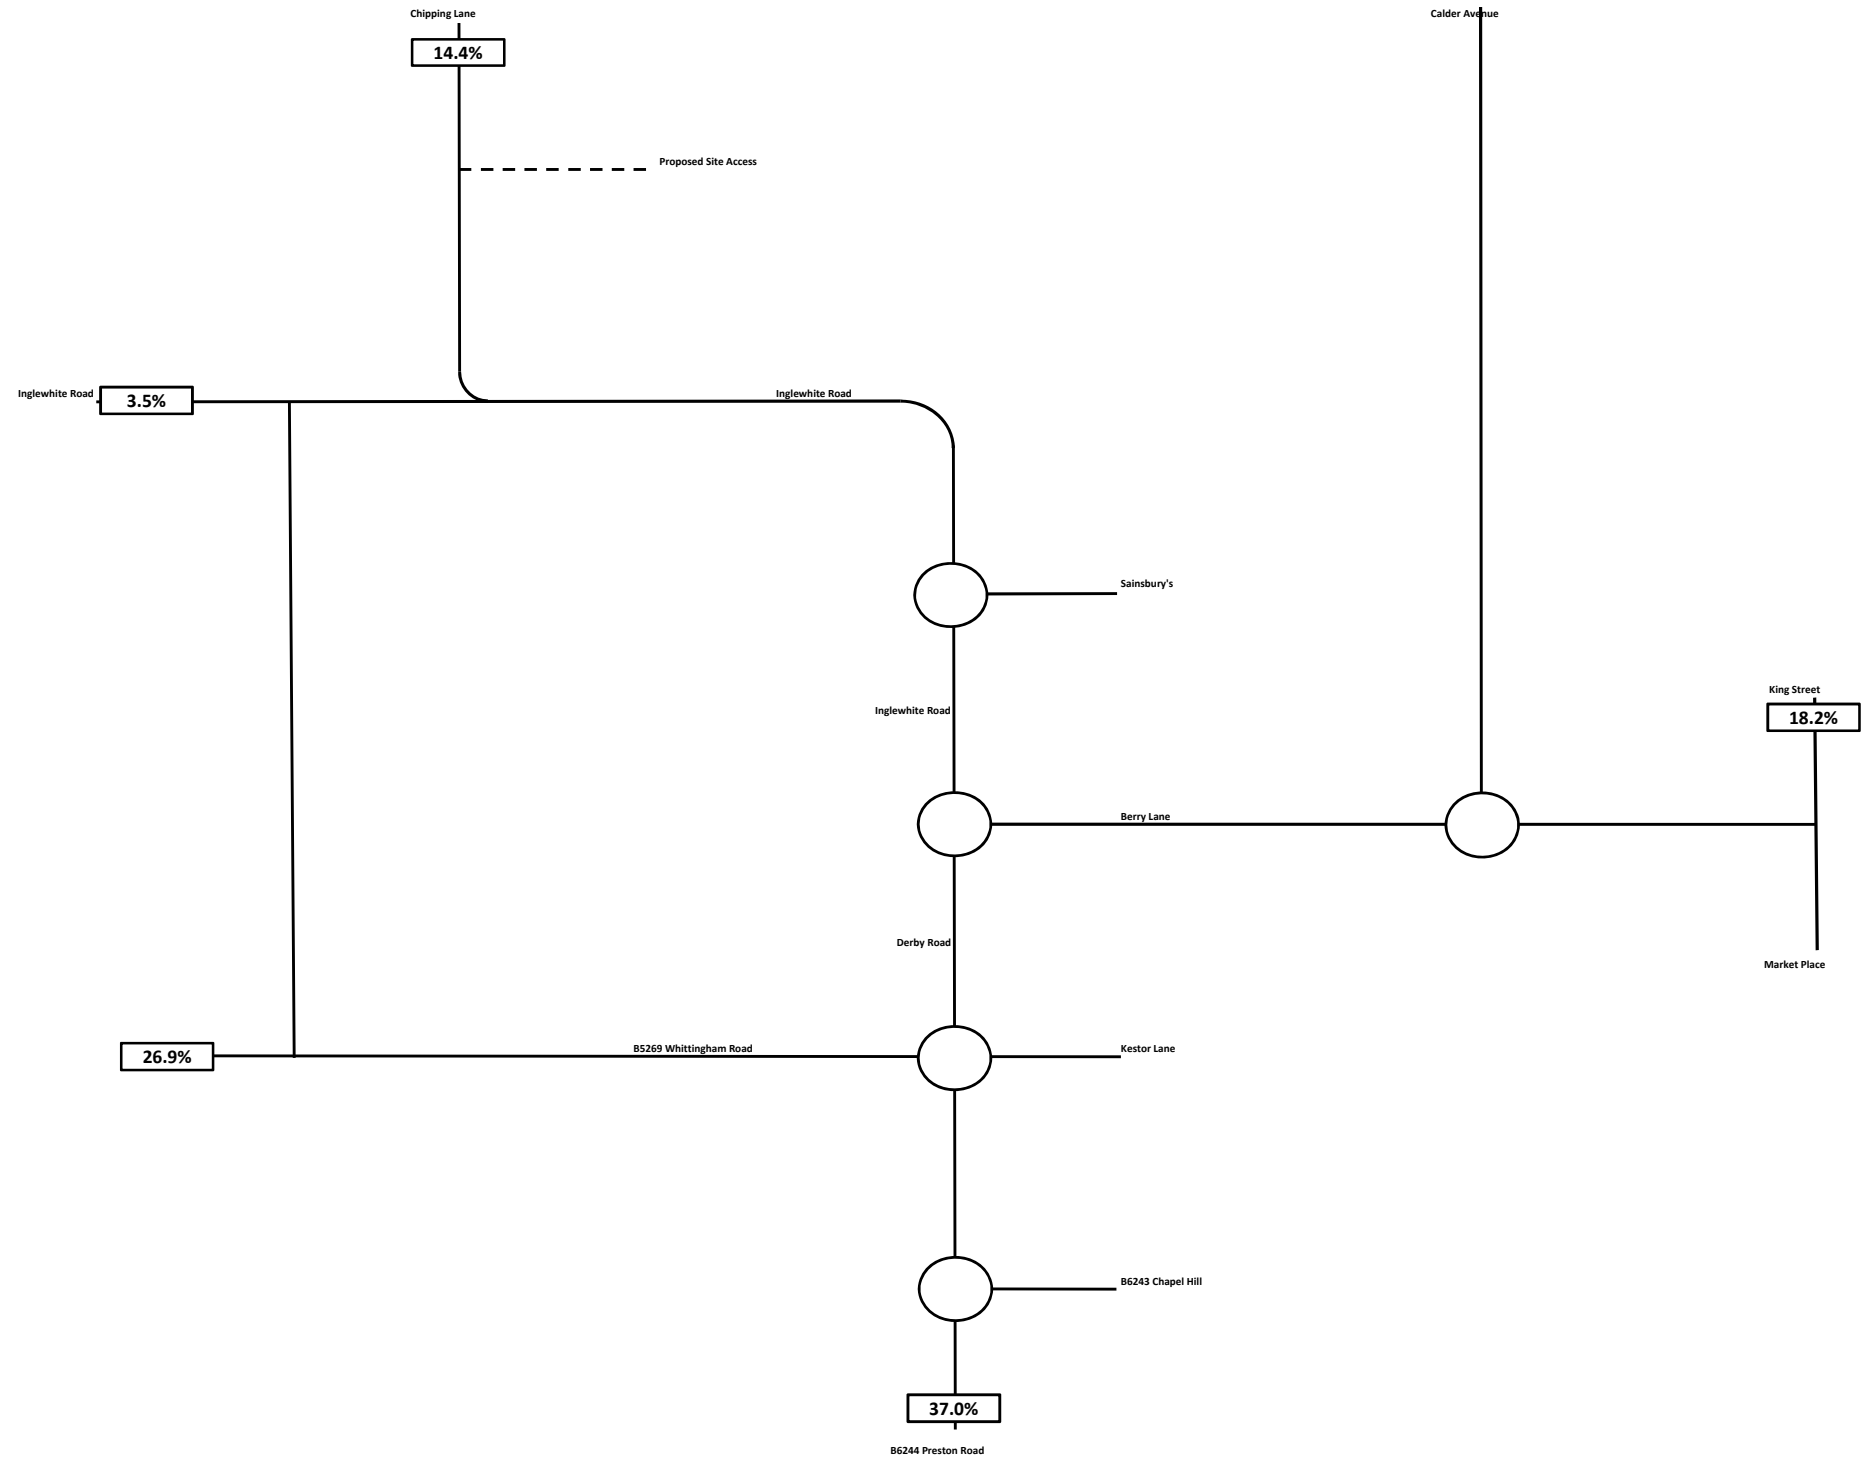 Chipping Lane
Calder Avenue
14.4%
Proposed Site Access
Inglewhite Road
3.5%
Inglewhite Road
Sainsbury's
King Street
Inglewhite Road
18.2%
Berry Lane
Derby Road
Market Place
26.9%
B5269 Whittingham Road
Kestor Lane
B6243 Chapel Hill
37.0%
B6244 Preston Road